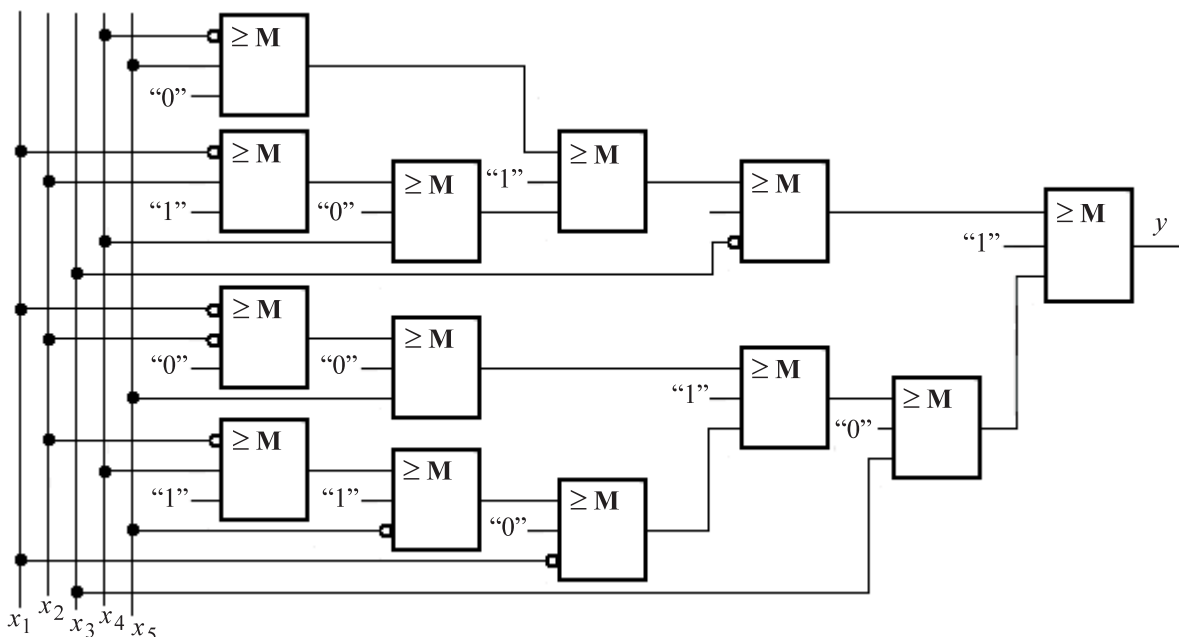 ≥ M
"0"
≥ M
"1"
≥ M
"0"
≥ M
"1"
≥ M
≥ M
"1"
y
≥ M
"0"
≥ M
"0"
≥ M
"1"
≥ M
"0"
≥ M
"1"
≥ M
"1"
≥ M
"0"
x1 x2 x3 x4 x5